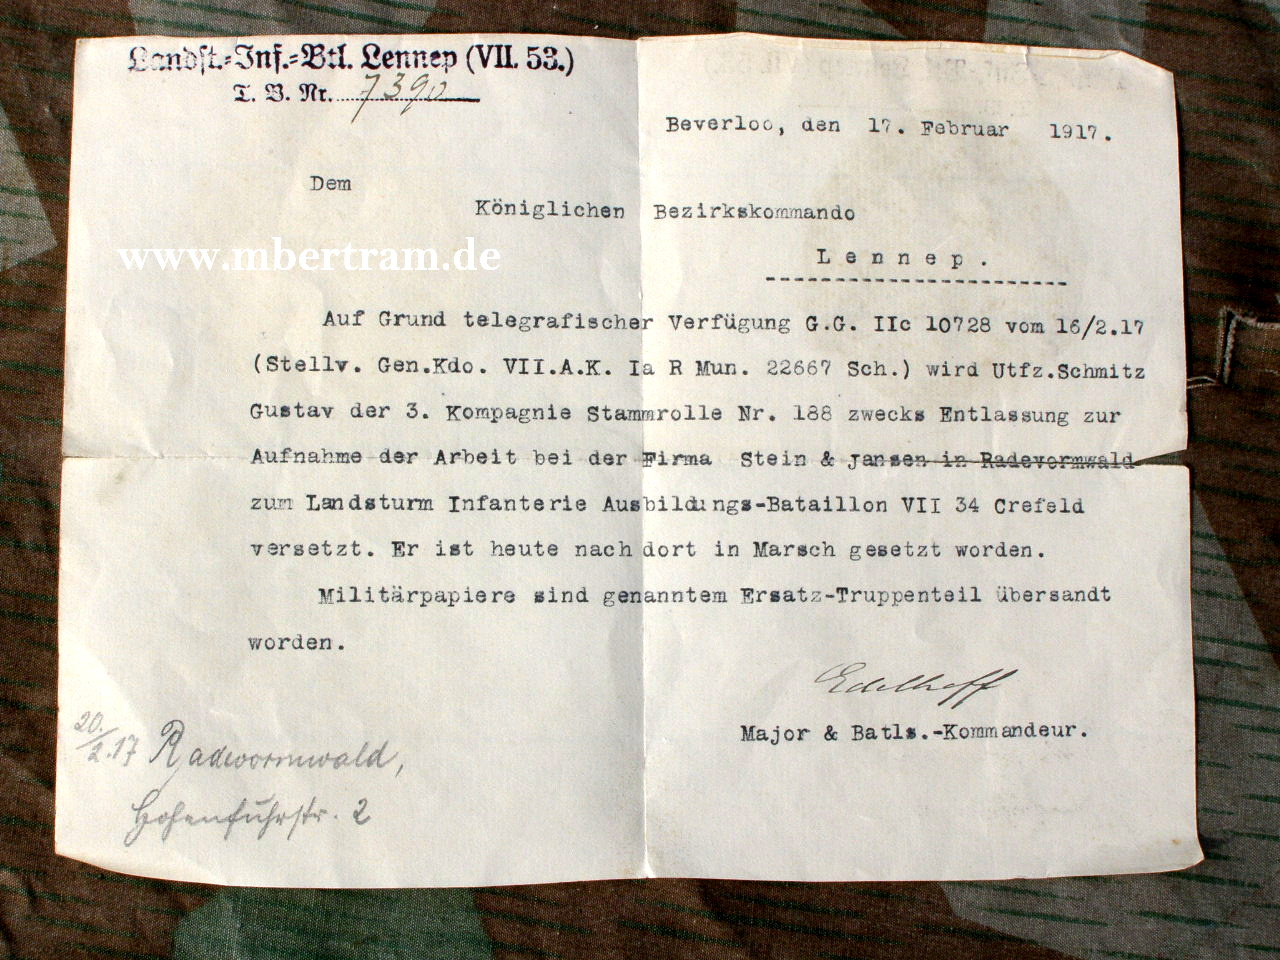 Landst.-Inf.-Btl. Lennep (VII. 53.)
T. B. Nr. 7390
Beverloo, den 17. Februar 1917.
Dem
Königlichen Bezirkskommando
www.mbertram.de
Lennep.
Auf Grund telegrafischer Verfügung G.G. IIc 10728 vom 16/2.17
(Stellv. Gen.Kdo. VII.A.K. Ia R Mun. 22667 Sch.) wird Utfz.Schmitz
Gustav der 3. Kompagnie Stammrolle Nr. 188 zwecks Entlassung zur
Aufnahme der Arbeit bei der Firma Stein & Jansen in Radevormwald
zum Landsturm Infanterie Ausbildungs-Bataillon VII 34 Crefeld
versetzt. Er ist heute nach dort in Marsch gesetzt worden.
Militärpapiere sind genanntem Ersatz-Truppenteil übersandt
worden.
Edelhoff
Major & Batls.-Kommandeur.
20./2.17 Radevormwald,
Hohenfuhrstr. 2